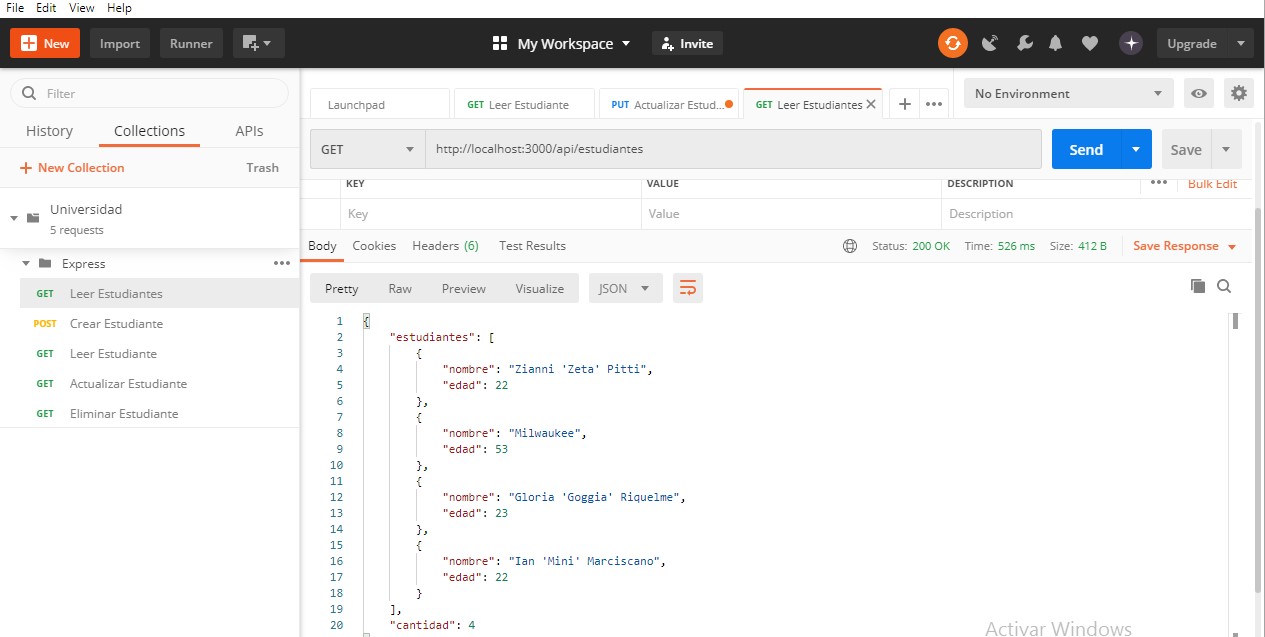 File Edit View Help
New Import Runner My Workspace Invite Upgrade
Filter
History Collections APIs
New Collection Trash
Universidad
5 requests
Express
GET Leer Estudiantes
POST Crear Estudiante
GET Leer Estudiante
GET Actualizar Estudiante
GET Eliminar Estudiante
Launchpad GET Leer Estudiante PUT Actualizar Estud... GET Leer Estudiantes No Environment
GET http://localhost:3000/api/estudiantes Send Save
KEY VALUE DESCRIPTION Bulk Edit
Key Value Description
Body Cookies Headers (6) Test Results Status: 200 OK Time: 526 ms Size: 412 B Save Response
Pretty Raw Preview Visualize JSON
1 {
2 "estudiantes": [
3 {
4 "nombre": "Zianni 'Zeta' Pitti",
5 "edad": 22
6 },
7 {
8 "nombre": "Milwaukee",
9 "edad": 53
10 },
11 {
12 "nombre": "Gloria 'Goggia' Riquelme",
13 "edad": 23
14 },
15 {
16 "nombre": "Ian 'Mini' Marciscano",
17 "edad": 22
18 }
19 ],
20 "cantidad": 4
Activar Windows